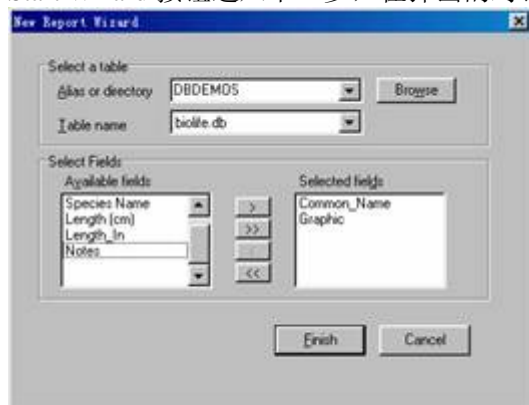 New Report Wizard
Select a table
Alias or directory
DBDEMOS
Browse
Table name
biolife.db
Select Fields
Available fields
Selected fields
Species Name
Length (cm)
Length_In
Notes
>
>>
<
<<
Common_Name
Graphic
Finish
Cancel